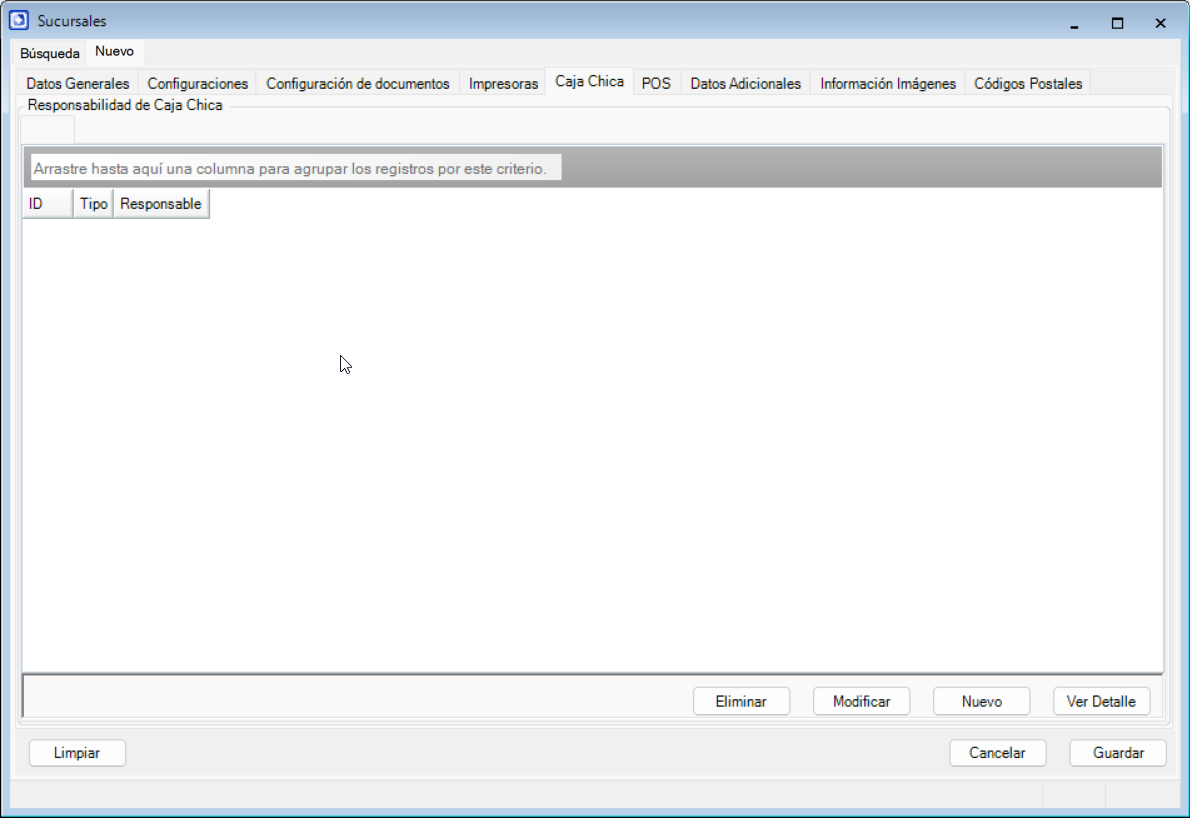 Sucursales
Búsqueda Nuevo
Datos Generales Configuraciones Configuración de documentos Impresoras Caja Chica POS Datos Adicionales Información Imágenes Códigos Postales
Responsabilidad de Caja Chica
Arrastre hasta aquí una columna para agrupar los registros por este criterio.
ID Tipo Responsable
Eliminar Modificar Nuevo Ver Detalle
Limpiar Cancelar Guardar